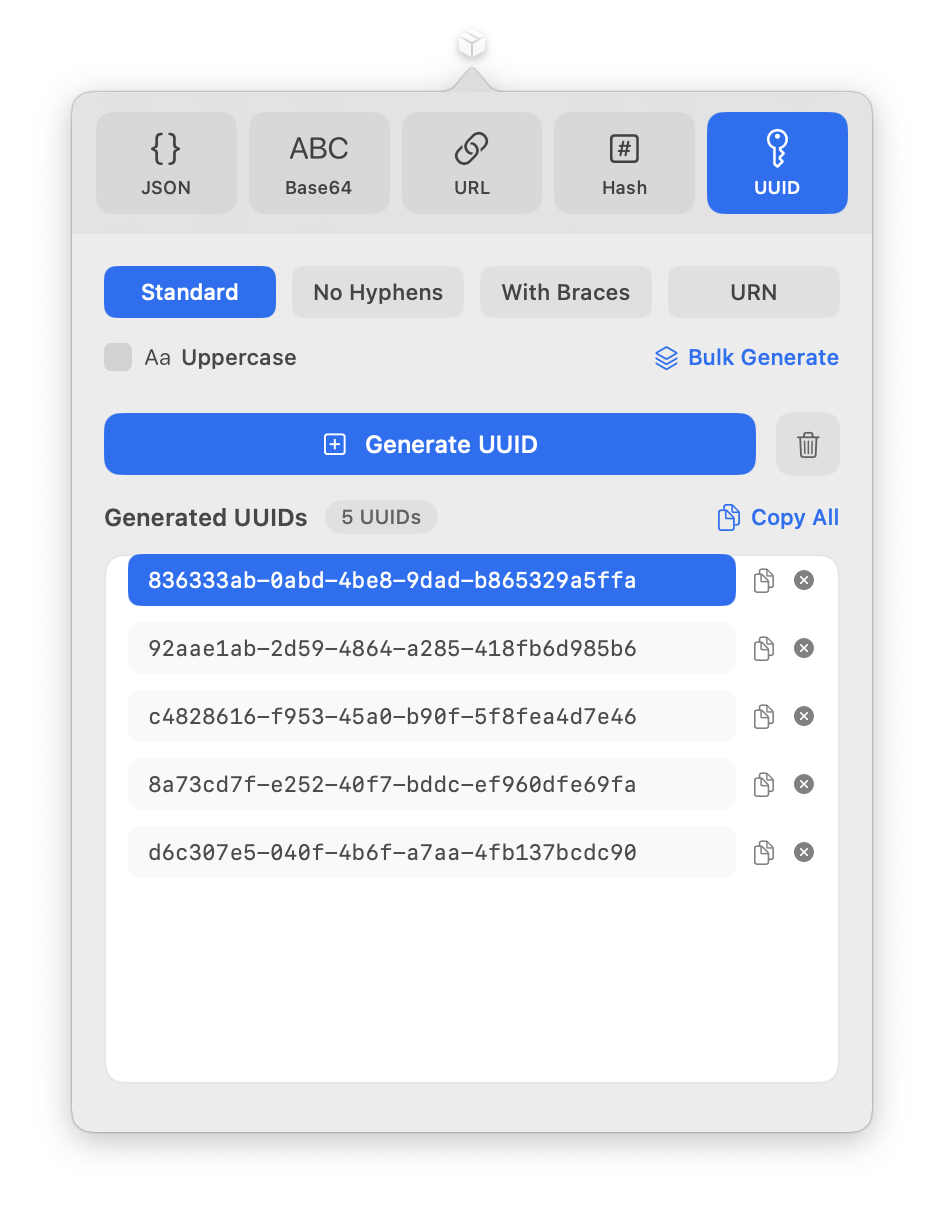 {} ABC #
JSON Base64 URL Hash UUID
Standard No Hyphens With Braces URN
Aa Uppercase Bulk Generate
Generate UUID
Generated UUIDs 5 UUIDs Copy All
836333ab-0abd-4be8-9dad-b865329a5ffa
92aae1ab-2d59-4864-a285-418fb6d985b6
c4828616-f953-45a0-b90f-5f8fea4d7e46
8a73cd7f-e252-40f7-bddc-ef960dfe69fa
d6c307e5-040f-4b6f-a7aa-4fb137bcdc90